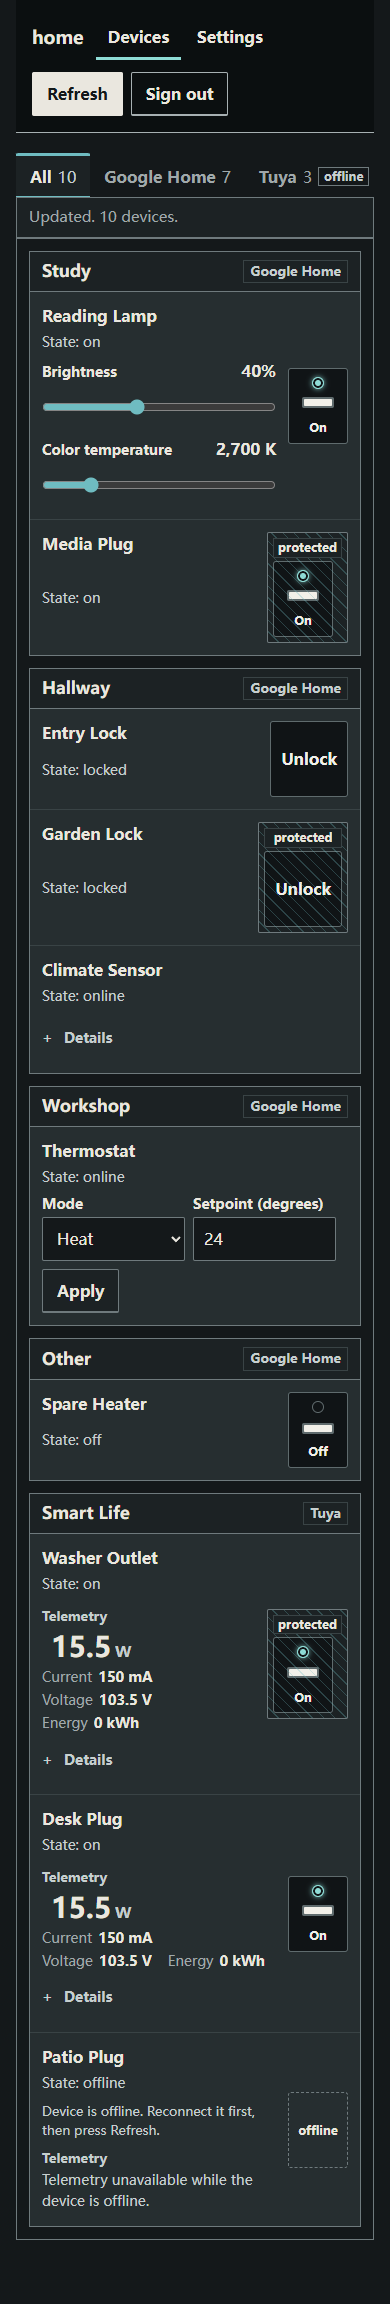 home Devices Settings
Refresh Sign out
All 10 Google Home 7 Tuya 3 offline
Updated. 10 devices.
Study Google Home
Reading Lamp
State: on
Brightness 40%
On
Color temperature 2,700 K
Media Plug
protected
State: on
On
Hallway Google Home
Entry Lock
State: locked
Unlock
Garden Lock
protected
State: locked
Unlock
Climate Sensor
State: online
+ Details
Workshop Google Home
Thermostat
State: online
Mode Setpoint (degrees)
Heat 24
Apply
Other Google Home
Spare Heater
State: off
Off
Smart Life Tuya
Washer Outlet
State: on
Telemetry
protected
15.5 W
Current 150 mA
Voltage 103.5 V
On
Energy 0 kWh
+ Details
Desk Plug
State: on
Telemetry
15.5 W
Current 150 mA
On
Voltage 103.5 V Energy 0 kWh
+ Details
Patio Plug
State: offline
Device is offline. Reconnect it first,
then press Refresh.
offline
Telemetry
Telemetry unavailable while the
device is offline.